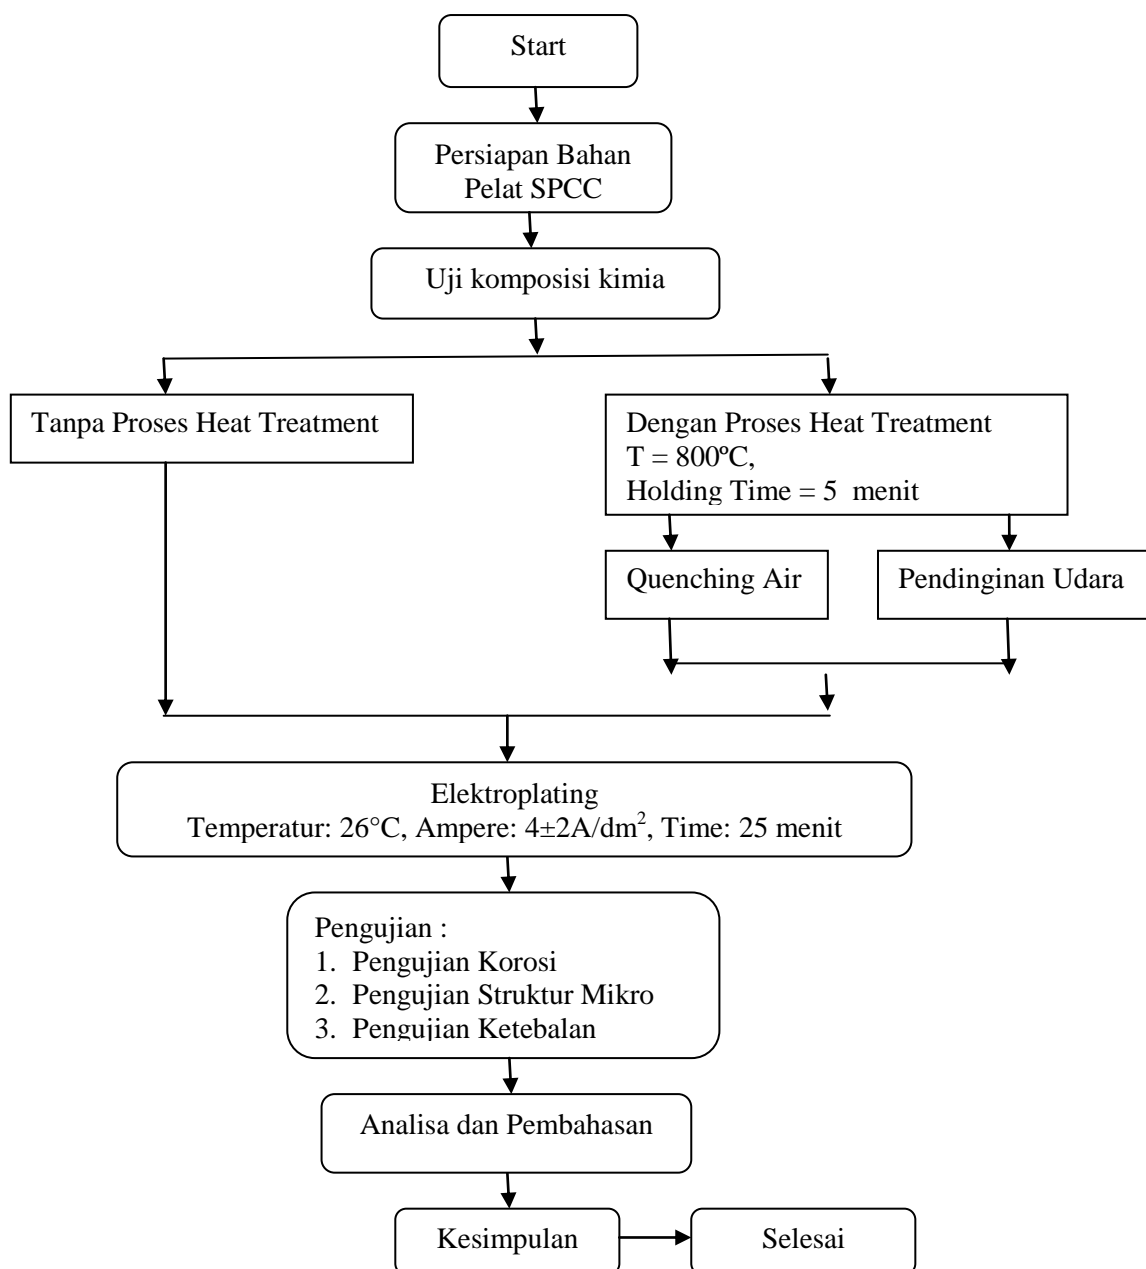 Start
Persiapan Bahan
Pelat SPCC
Uji komposisi kimia
Tanpa Proses Heat Treatment
Dengan Proses Heat Treatment
T = 800ºC,
Holding Time = 5 menit
Quenching Air
Pendinginan Udara
Elektroplating
Temperatur: 26°C, Ampere: 4±2A/dm², Time: 25 menit
Pengujian :
1. Pengujian Korosi
2. Pengujian Struktur Mikro
3. Pengujian Ketebalan
Analisa dan Pembahasan
Kesimpulan
Selesai